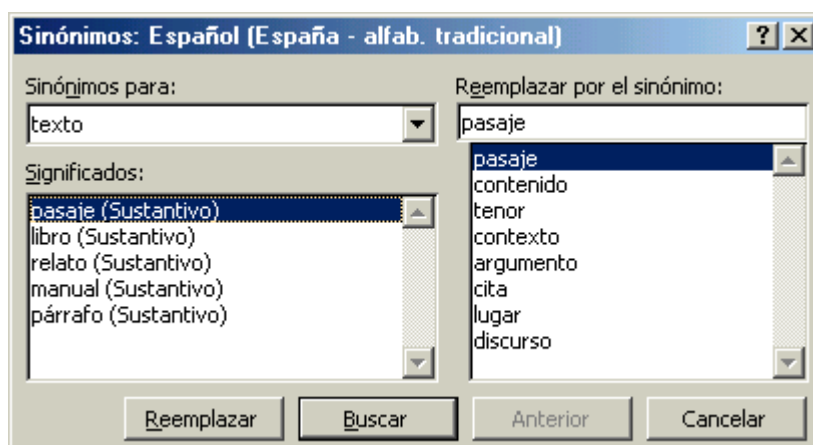 Sinónimos: Español (España - alfab. tradicional)
Sinónimos para:
texto
Significados:
pasaje (Sustantivo)
libro (Sustantivo)
relato (Sustantivo)
manual (Sustantivo)
párrafo (Sustantivo)
Reemplazar por el sinónimo:
pasaje
pasaje
contenido
tenor
contexto
argumento
cita
lugar
discurso
Reemplazar
Buscar
Anterior
Cancelar